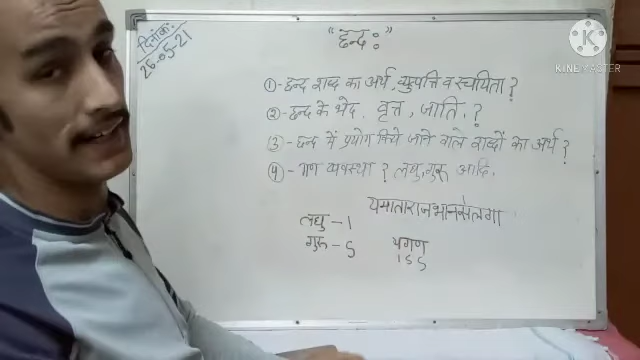 दिनांक:
26-05-21
"छन्दः"
①- छन्द शब्द का अर्थ, व्युत्पत्ति व रचयिता ?
②- छन्द के भेद, वृत्त, जाति, ?
③- छन्द में प्रयोग किये जाने वाले शब्दों का अर्थ ?
④- गण व्यवस्था ? लघु, गुरू आदि.
यमाताराजभानसलगा
लघु - ।
गुरू - ऽ
यगण
। ऽ ऽ
K
KINEMASTER